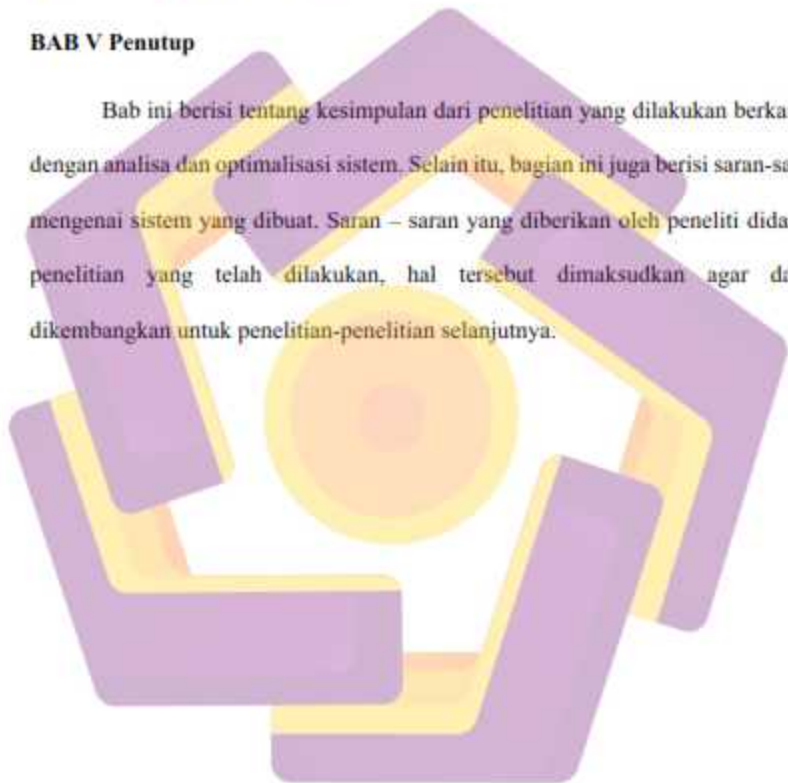 BAB V Penutup
Bab ini berisi tentang kesimpulan dari penelitian yang dilakukan berka
dengan analisa dan optimalisasi sistem. Selain itu, bagian ini juga berisi saran-sa
mengenai sistem yang dibuat. Saran – saran yang diberikan oleh peneliti dida
penelitian yang telah dilakukan, hal tersebut dimaksudkan agar da
dikembangkan untuk penelitian-penelitian selanjutnya.